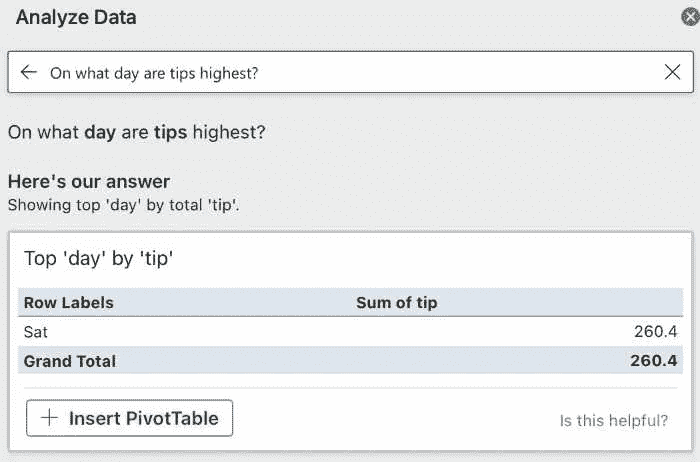 Analyze Data
On what day are tips highest?
On what day are tips highest?
Here's our answer
Showing top 'day' by total 'tip'.
Top 'day' by 'tip'
Row Labels Sum of tip
Sat 260.4
Grand Total 260.4
Insert PivotTable Is this helpful?